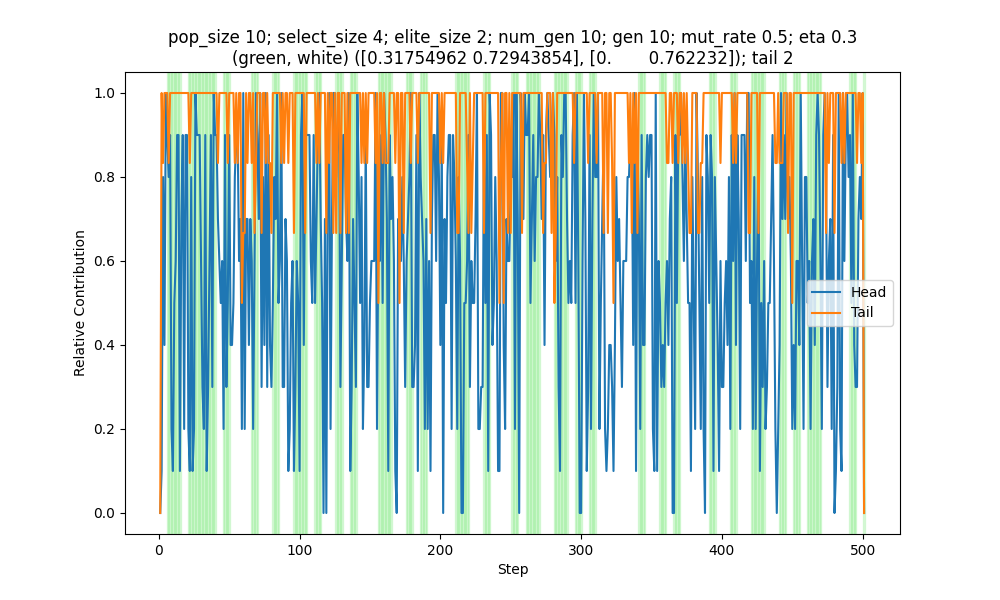 pop_size 10; select_size 4; elite_size 2; num_gen 10; gen 10; mut_rate 0.5; eta 0.3
(green, white) ([0.31754962 0.72943854], [0.       0.762232]); tail 2
Relative Contribution
1.0
0.8
0.6
0.4
0.2
0.0
Head
Tail
0
100
200
300
400
500
Step